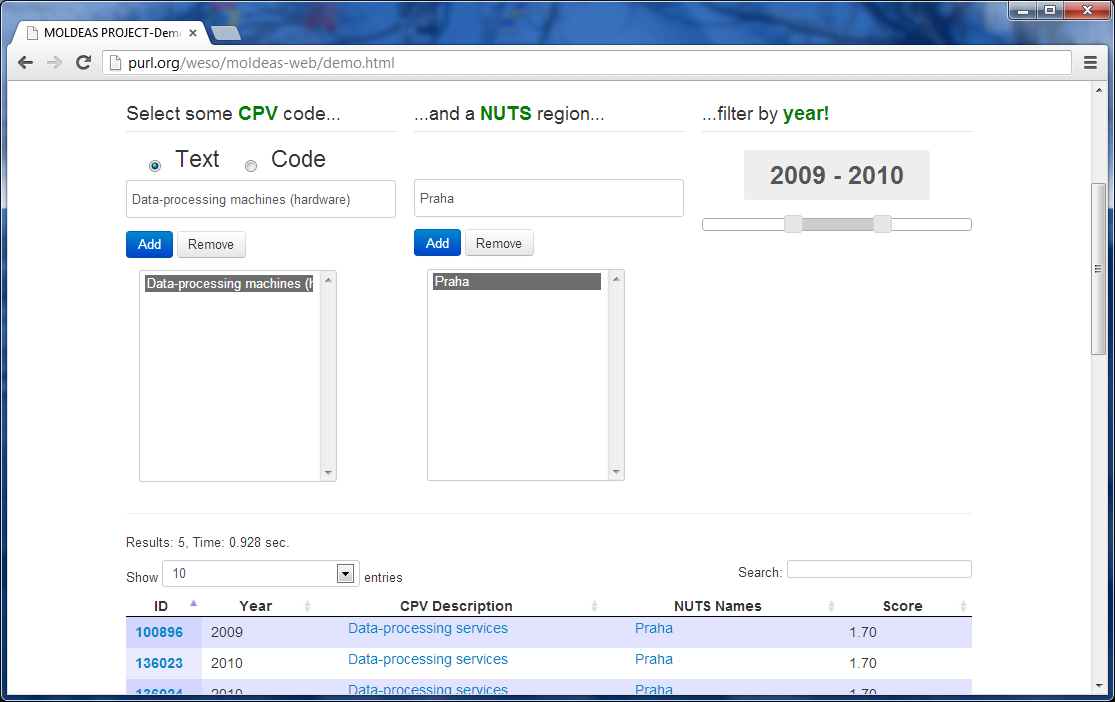 MOLDEAS PROJECT-Dem
purl.org/weso/moldeas-web/demo.html
Select some CPV code...
...and a NUTS region...
...filter by year!
Text Code
2009 - 2010
Data-processing machines (hardware)
Praha
Add Remove
Add Remove
Data-processing machines (h
Praha
Results: 5, Time: 0.928 sec.
Show 10 entries
Search:
ID Year CPV Description NUTS Names Score
100896 2009 Data-processing services Praha 1.70
136023 2010 Data-processing services Praha 1.70
136024 2010 Data-processing services Praha 1.70